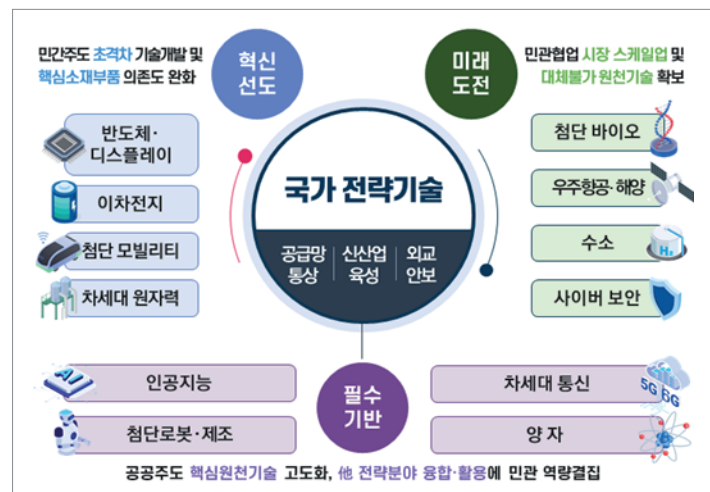 민간주도 초격차 기술개발 및
핵심소재부품 의존도 완화
혁신
선도
미래
도전
민관협업 시장 스케일업 및
대체불가 원천기술 확보
반도체·
디스플레이
이차전지
첨단 모빌리티
차세대 원자력
국가 전략기술
공급망
통상
신산업
육성
외교
안보
첨단 바이오
우주항공·해양
수소
H₂
사이버 보안
AI
인공지능
첨단로봇·제조
필수
기반
차세대 통신
5G 6G
양 자
공공주도 핵심원천기술 고도화, 他 전략분야 융합·활용에 민관 역량결집